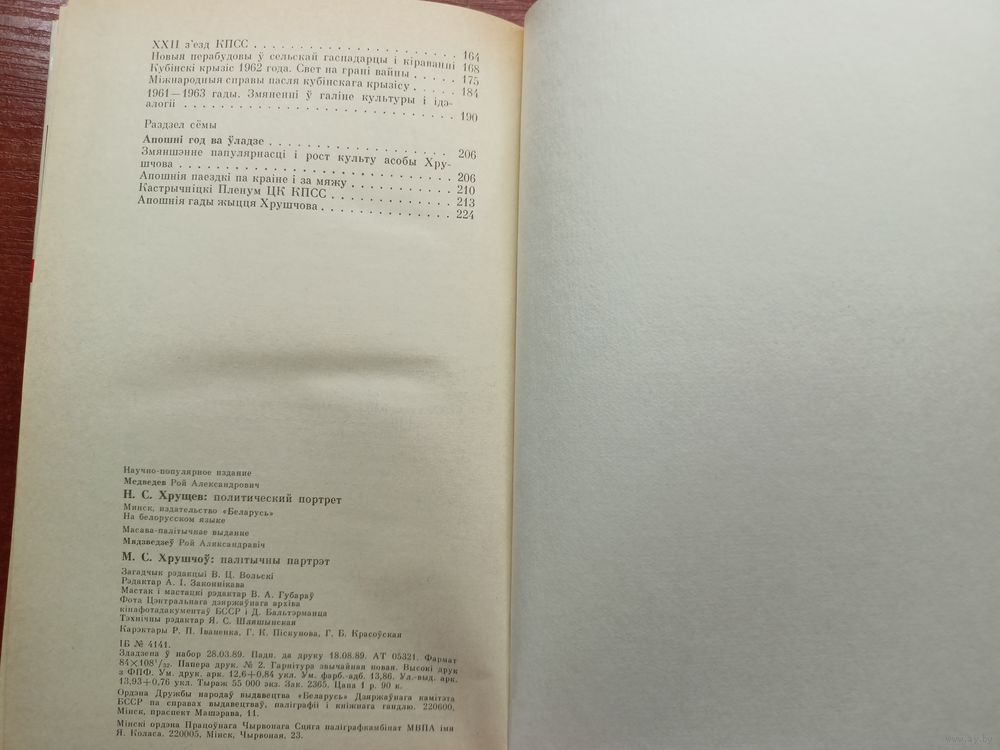 XXII з'езд КПСС . . . . . . . . . . . . . . . . 164
Новыя перабудовы ў сельскай гаспадарцы і кіраванні 168
Кубінскі крызіс 1962 года. Свет на грані вайны . . . . . 175
Міжнародныя справы пасля кубінскага крызісу . . . . . 184
1961—1963 гады. Змяненні ў галіне культуры і ідэ-
алогіі . . . . . . . . . . . . . . . . . . . . 190
Раздзел сёмы
Апошні год ва ўладзе . . . . . . . . . . . . . . 206
Змяншэнне папулярнасці і рост культу асобы Хру-
шчова . . . . . . . . . . . . . . . . . . . . 206
Апошнія паездкі па краіне і за мяжу . . . . . . . . 210
Кастрычніцкі Пленум ЦК КПСС . . . . . . . . . . 213
Апошнія гады жыцця Хрушчова . . . . . . . . . . 224
Научно-популярное издание
Медведев Рой Александрович
Н. С. Хрущев: политический портрет
Минск, издательство «Беларусь»
На белорусском языке
Масава-палітычнае выданне
Мядзведзеў Рой Аляксандравіч
М. С. Хрушчоў: палітычны партрэт
Загадчык рэдакцыі В. Ц. Вольскі
Рэдактар А. І. Законнікава
Мастак і мастацкі рэдактар В. А. Губараў
Фота Цэнтральнага дзяржаўнага архіва
кінафотадакументаў БССР і Д. Бальтэрманца
Тэхнічны рэдактар Я. С. Шляшынская
Карэктары Р. П. Іваненка, Г. К. Піскунова, Г. Б. Красоўская
ІБ № 4141.
Здадзена ў набор 28.03.89. Падп. да друку 18.08.89. АТ 05321. Фармат
84×108¹/₃₂. Папера друк. № 2. Гарнітура звычайная новая. Высокі друк
з ФПФ. Ум. друк. арк. 12,6+0,84 укл. Ум. фарб.-адб. 13,86. Ул.-выд. арк.
13,93+0,76 укл. Тыраж 55 000 экз. Зак. 2365. Цана 1 р. 90 к.
Ордэна Дружбы народаў выдавецтва «Беларусь» Дзяржаўнага камітэта
БССР па справах выдавецтваў, паліграфіі і кніжнага гандлю. 220600,
Мінск, праспект Машэрава, 11.
Мінскі ордэна Працоўнага Чырвонага Сцяга паліграфкамбінат МВПА імя
Я. Коласа. 220005, Мінск, Чырвоная, 23.